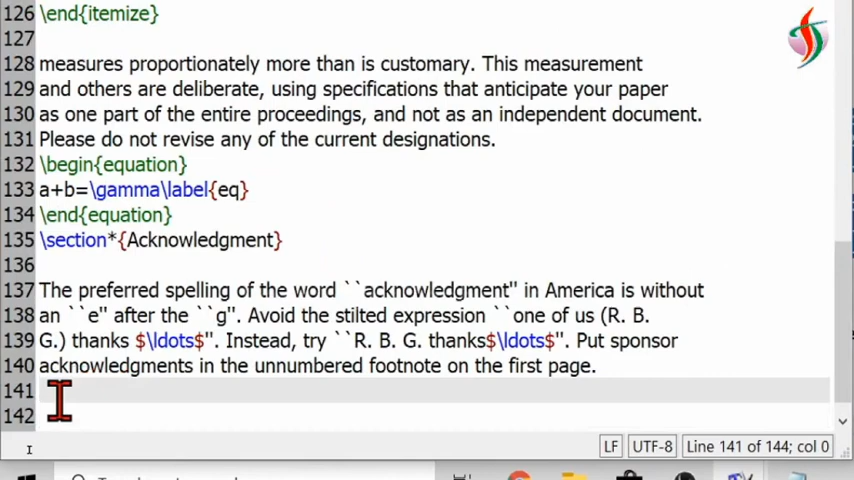 126 \end{itemize}
127
128 measures proportionately more than is customary. This measurement
129 and others are deliberate, using specifications that anticipate your paper
130 as one part of the entire proceedings, and not as an independent document.
131 Please do not revise any of the current designations.
132 \begin{equation}
133 a+b=\gamma\label{eq}
134 \end{equation}
135 \section*{Acknowledgment}
136
137 The preferred spelling of the word ``acknowledgment'' in America is without
138 an ``e'' after the ``g''. Avoid the stilted expression ``one of us (R. B.
139 G.) thanks $\ldots$''. Instead, try ``R. B. G. thanks$\ldots$''. Put sponsor
140 acknowledgments in the unnumbered footnote on the first page.
141
142
LF UTF-8 Line 141 of 144; col 0